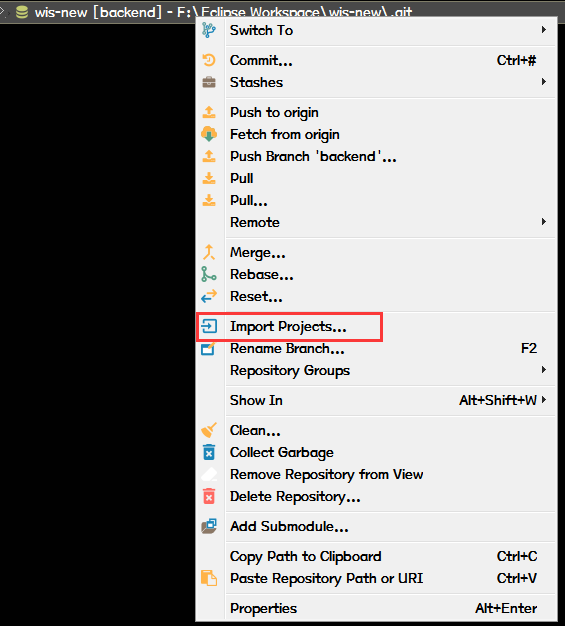 wis-new [backend] - F:\Eclipse Workspace\wis-new\.git
Switch To
Commit... Ctrl+#
Stashes
Push to origin
Fetch from origin
Push Branch 'backend'...
Pull
Pull...
Remote
Merge...
Rebase...
Reset...
Import Projects...
Rename Branch... F2
Repository Groups
Show In Alt+Shift+W
Clean...
Collect Garbage
Remove Repository from View
Delete Repository...
Add Submodule...
Copy Path to Clipboard Ctrl+C
Paste Repository Path or URI Ctrl+V
Properties Alt+Enter